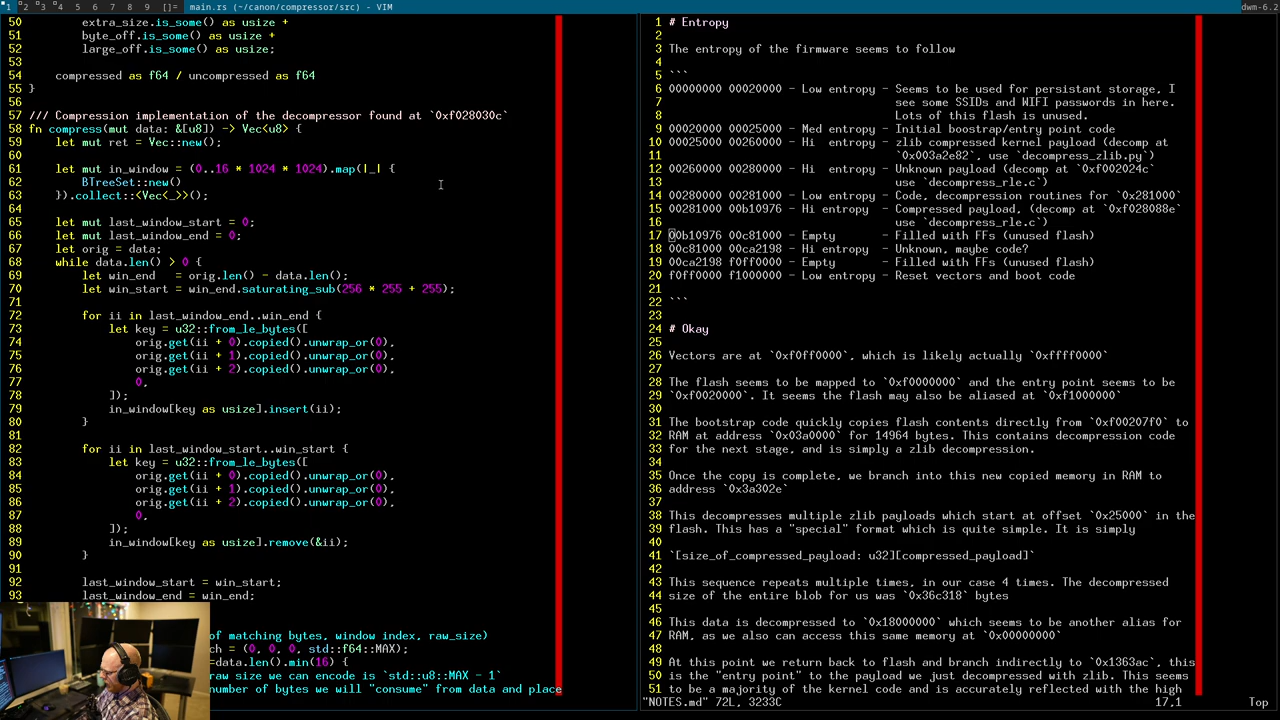 1 2 3 4 5 6 7 8 9 []= main.rs (~/canon/compressor/src) - VIM dwm-6.2
50 extra_size.is_some() as usize +
51 byte_off.is_some() as usize +
52 large_off.is_some() as usize;
53
54 compressed as f64 / uncompressed as f64
55 }
56
57 /// Compression implementation of the decompressor found at `0xf028030c`
58 fn compress(mut data: &[u8]) -> Vec<u8> {
59 let mut ret = Vec::new();
60
61 let mut in_window = (0..16 * 1024 * 1024).map(|_| {
62 BTreeSet::new()
63 }).collect::<Vec<_>>();
64
65 let mut last_window_start = 0;
66 let mut last_window_end = 0;
67 let orig = data;
68 while data.len() > 0 {
69 let win_end   = orig.len() - data.len();
70 let win_start = win_end.saturating_sub(256 * 255 + 255);
71
72 for ii in last_window_end..win_end {
73 let key = u32::from_le_bytes([
74 orig.get(ii + 0).copied().unwrap_or(0),
75 orig.get(ii + 1).copied().unwrap_or(0),
76 orig.get(ii + 2).copied().unwrap_or(0),
77 0,
78 ]);
79 in_window[key as usize].insert(ii);
80 }
81
82 for ii in last_window_start..win_start {
83 let key = u32::from_le_bytes([
84 orig.get(ii + 0).copied().unwrap_or(0),
85 orig.get(ii + 1).copied().unwrap_or(0),
86 orig.get(ii + 2).copied().unwrap_or(0),
87 0,
88 ]);
89 in_window[key as usize].remove(&ii);
90 }
91
92 last_window_start = win_start;
93 last_window_end = win_end;
of matching bytes, window index, raw_size)
= (0, 0, 0, std::f64::MAX);
=data.len().min(16) {
raw size we can encode is `std::u8::MAX - 1`
number of bytes we will "consume" from data and place
1 # Entropy
2
3 The entropy of the firmware seems to follow
4
5 ```
6 00000000 00020000 - Low entropy - Seems to be used for persistant storage, I
7 see some SSIDs and WIFI passwords in here.
8 Lots of this flash is unused.
9 00020000 00025000 - Med entropy - Initial boostrap/entry point code
10 00025000 00260000 - Hi  entropy - zlib compressed kernel payload (decomp at
11 `0x003a2e82`, use `decompress_zlib.py`)
12 00260000 00280000 - Hi  entropy - Unknown payload (decomp at `0xf002024c`
13 use `decompress_rle.c`)
14 00280000 00281000 - Low entropy - Code, decompression routines for `0x281000`
15 00281000 00b10976 - Hi entropy - Compressed payload, (decomp at `0xf028088e`
16 use `decompress_rle.c`)
17 00b10976 00c81000 - Empty - Filled with FFs (unused flash)
18 00c81000 00ca2198 - Hi entropy - Unknown, maybe code?
19 00ca2198 f0ff0000 - Empty - Filled with FFs (unused flash)
20 f0ff0000 f1000000 - Low entropy - Reset vectors and boot code
21
22 ```
23
24 # Okay
25
26 Vectors are at `0xf0ff0000`, which is likely actually `0xffff0000`
27
28 The flash seems to be mapped to `0xf0000000` and the entry point seems to be
29 `0xf0020000`. It seems the flash may also be aliased at `0xf1000000`
30
31 The bootstrap code quickly copies flash contents directly from `0xf00207f0` to
32 RAM at address `0x03a0000` for 14964 bytes. This contains decompression code
33 for the next stage, and is simply a zlib decompression.
34
35 Once the copy is complete, we branch into this new copied memory in RAM to
36 address `0x3a302e`
37
38 This decompresses multiple zlib payloads which start at offset `0x25000` in the
39 flash. This has a "special" format which is quite simple. It is simply
40
41 `[size_of_compressed_payload: u32][compressed_payload]`
42
43 This sequence repeats multiple times, in our case 4 times. The decompressed
44 size of the entire blob for us was `0x36c318` bytes
45
46 This data is decompressed to `0x18000000` which seems to be another alias for
47 RAM, as we also can access this same memory at `0x00000000`
48
49 At this point we return back to flash and branch indirectly to `0x1363ac`, this
50 is the "entry point" to the payload we just decompressed with zlib. This seems
51 to be a majority of the kernel code and is accurately reflected with the high
"NOTES.md" 72L, 3233C 17,1 Top